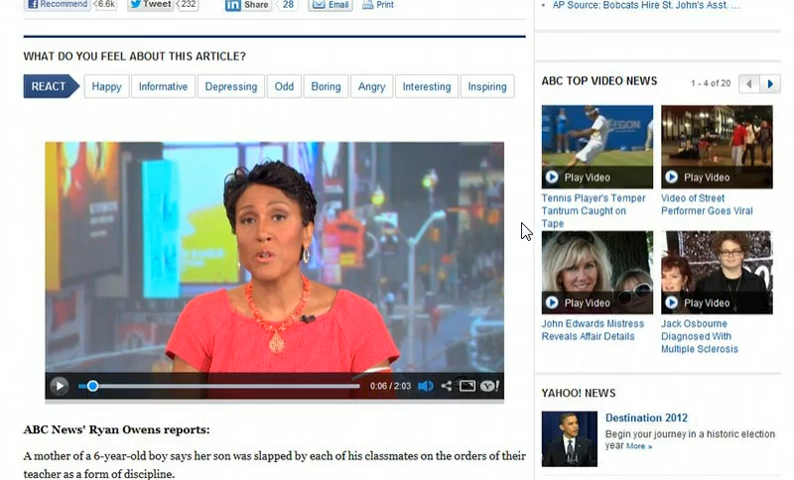 Recommend 6.6k Tweet 232 Share 28 Email Print
AP Source: Bobcats Hire St. John's Asst. ...
WHAT DO YOU FEEL ABOUT THIS ARTICLE?
REACT Happy Informative Depressing Odd Boring Angry Interesting Inspiring
ABC TOP VIDEO NEWS 1 - 4 of 20
Play Video Play Video
Tennis Player's Temper
Tantrum Caught on
Tape
Video of Street
Performer Goes Viral
Play Video Play Video
John Edwards Mistress
Reveals Affair Details
Jack Osbourne
Diagnosed With
Multiple Sclerosis
0:06 / 2:03 Y!
YAHOO! NEWS
Destination 2012
Begin your journey in a historic election
year More »
ABC News' Ryan Owens reports:
A mother of a 6-year-old boy says her son was slapped by each of his classmates on the orders of their
teacher as a form of discipline.